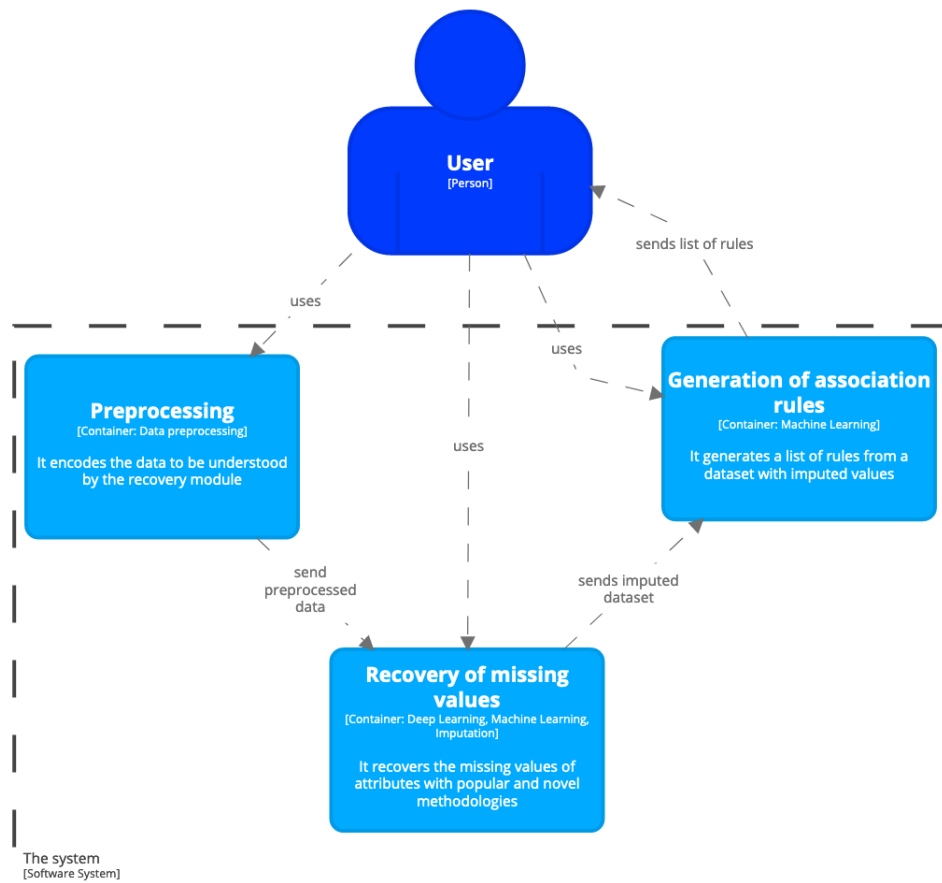 User
[Person]
sends list of rules
uses
uses
Generation of association
rules
[Container: Machine Learning]
It generates a list of rules from a
dataset with imputed values
Preprocessing
[Container: Data preprocessing]
It encodes the data to be understood
by the recovery module
uses
send
preprocessed
data
sends imputed
dataset
Recovery of missing
values
[Container: Deep Learning, Machine Learning,
Imputation]
It recovers the missing values of
attributes with popular and novel
methodologies
The system
[Software System]